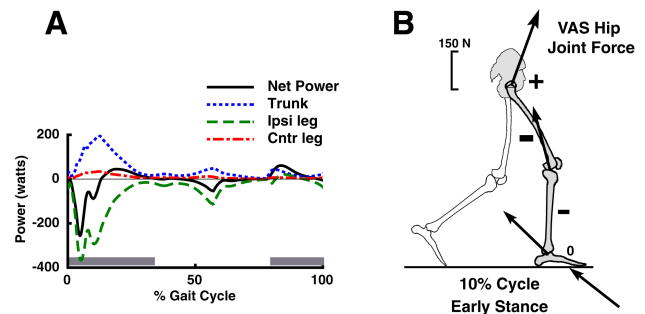 A
Net Power
Trunk
Ipsi leg
Cntr leg
Power (watts)
200
0
-200
-400
0
50
100
% Gait Cycle
B
VAS Hip
Joint Force
150 N
+
-
-
0
10% Cycle
Early Stance